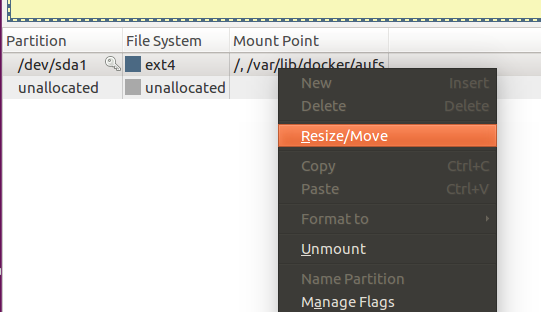 Partition File System Mount Point
/dev/sda1 ext4 /, /var/lib/docker/aufs
unallocated unallocated
New Insert
Delete Delete
Resize/Move
Copy Ctrl+C
Paste Ctrl+V
Format to
Unmount
Name Partition
Manage Flags